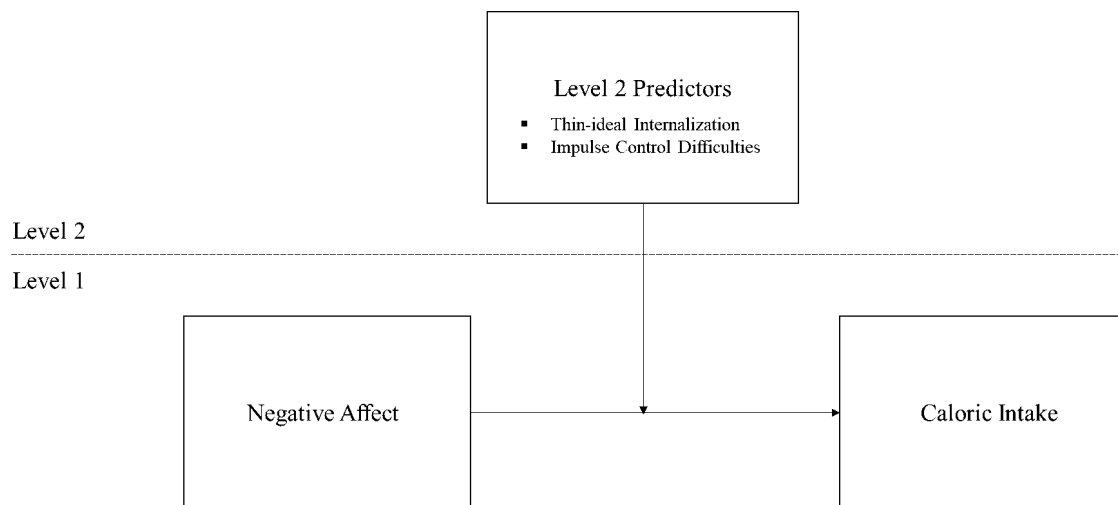 Level 2 Predictors
▪ Thin-ideal Internalization
▪ Impulse Control Difficulties
Level 2
Level 1
Negative Affect
Caloric Intake